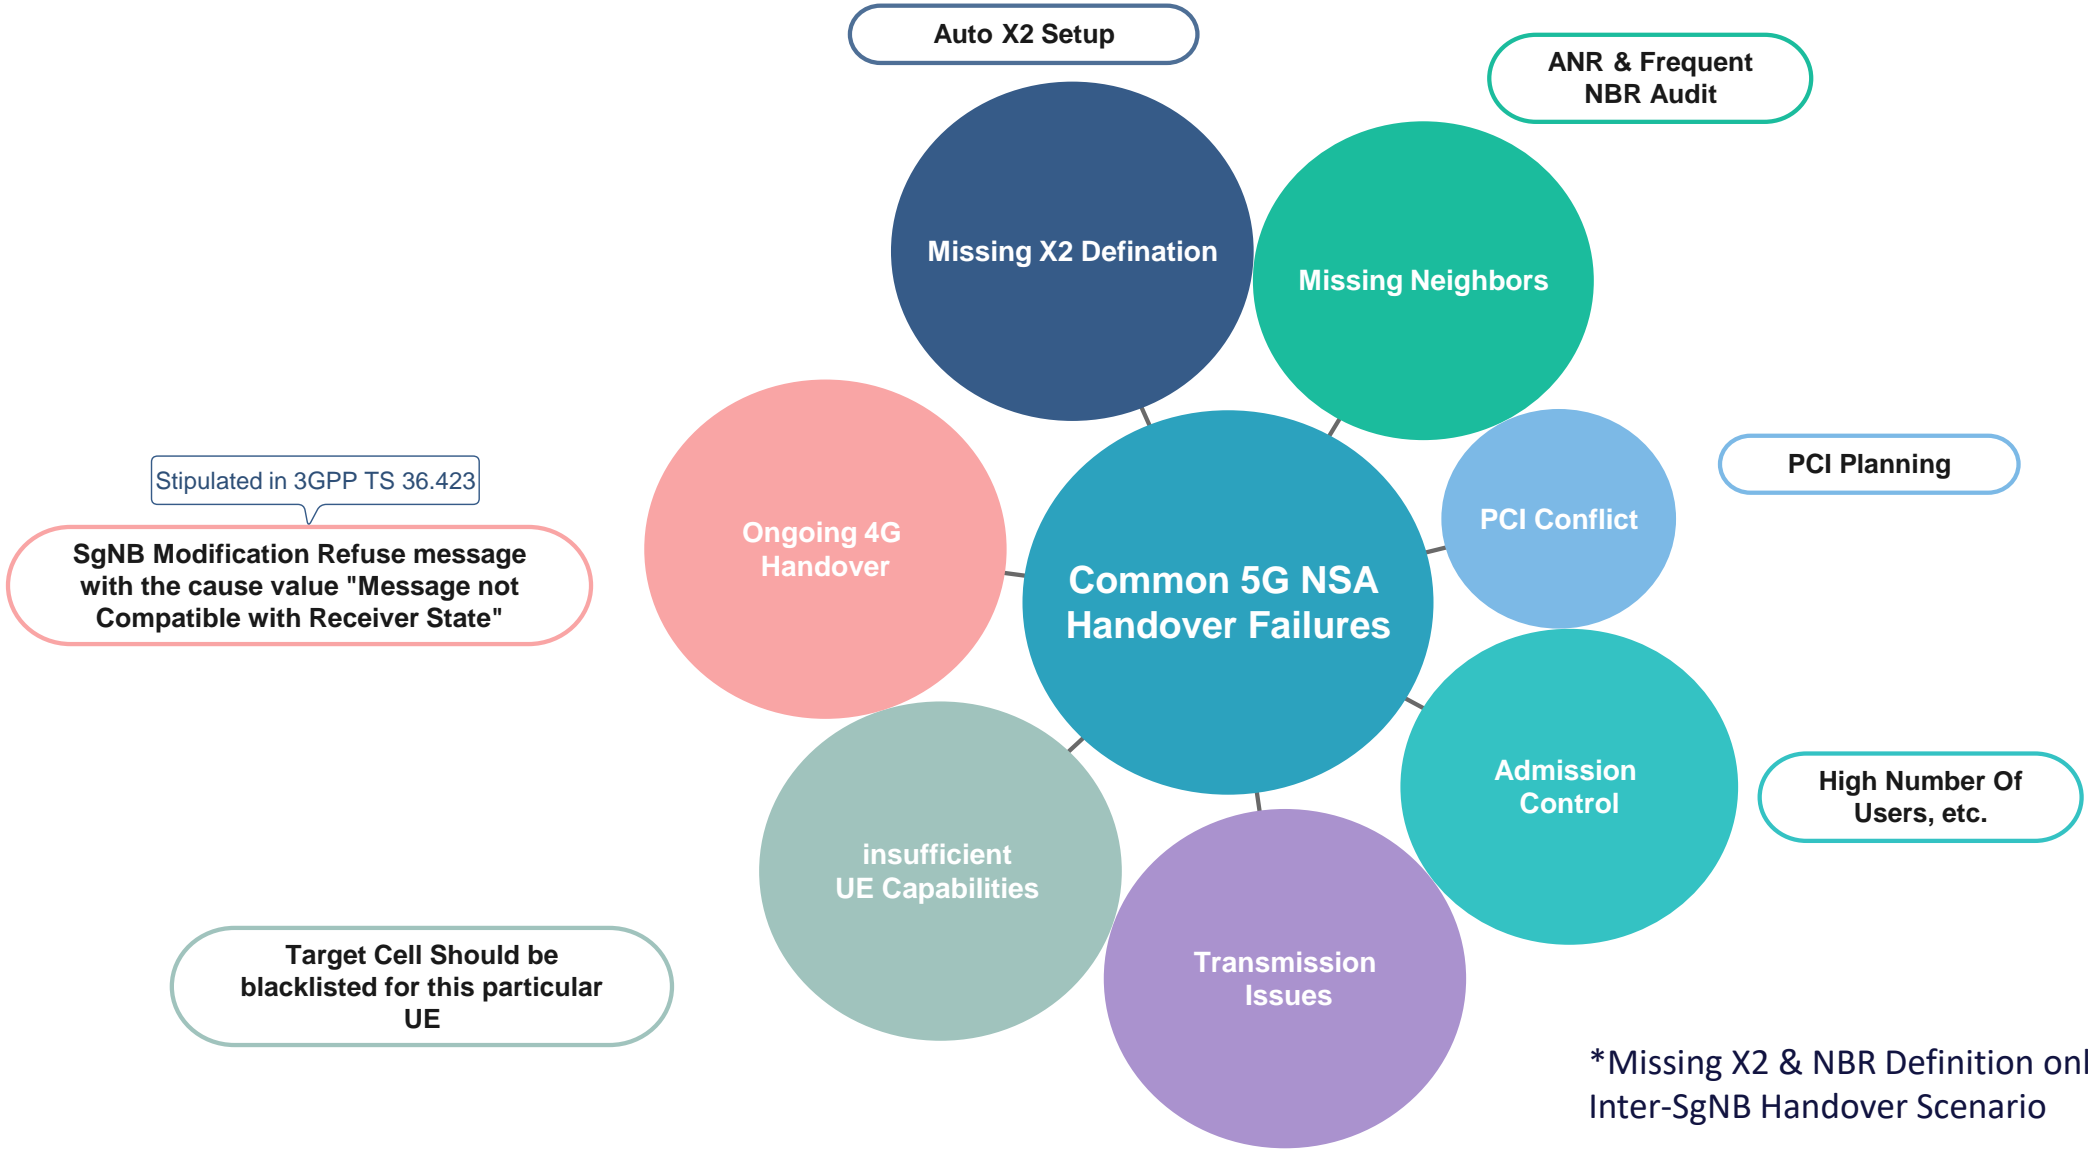 Auto X2 Setup
ANR & Frequent
NBR Audit
Missing X2 Defination
Missing Neighbors
PCI Planning
Stipulated in 3GPP TS 36.423
PCI Conflict
Ongoing 4G
Handover
SgNB Modification Refuse message
with the cause value "Message not
Compatible with Receiver State"
Common 5G NSA
Handover Failures
Admission
Control
High Number Of
Users, etc.
insufficient
UE Capabilities
Target Cell Should be
blacklisted for this particular
UE
Transmission
Issues
*Missing X2 & NBR Definition
Inter-SgNB Handover Scenario